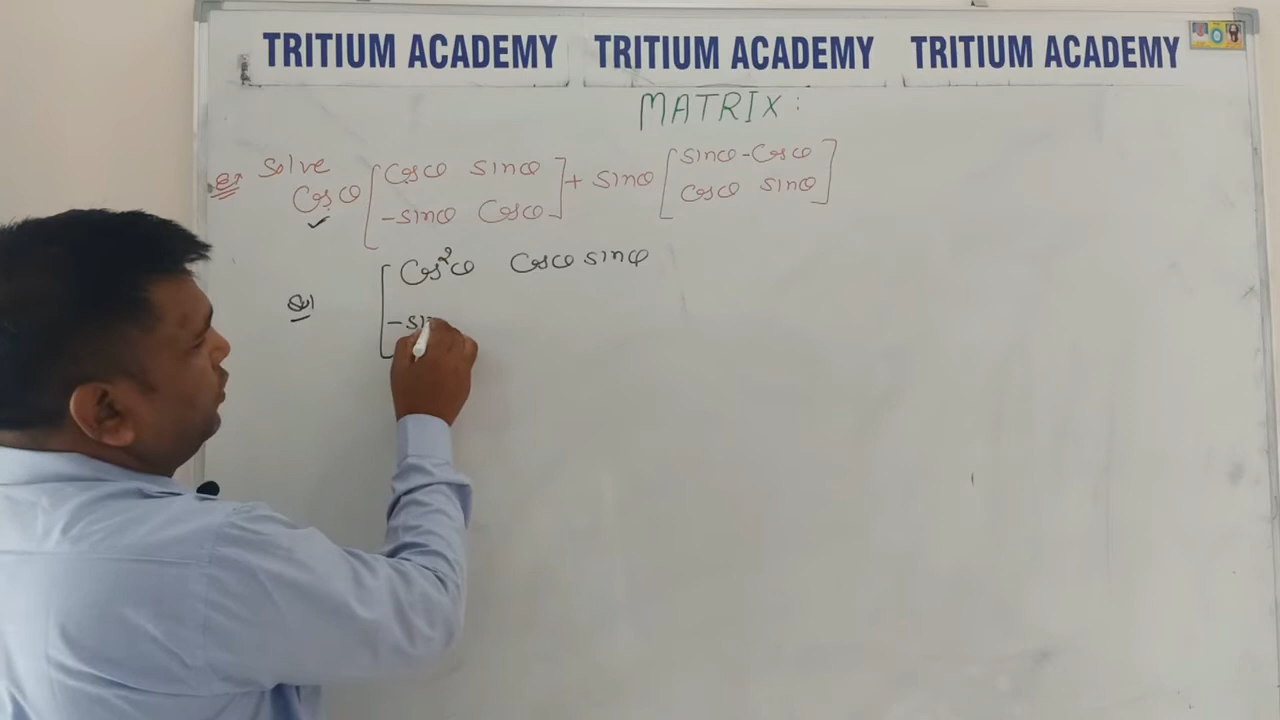 TRITIUM ACADEMY TRITIUM ACADEMY TRITIUM ACADEMY
MATRIX:
Solve
Cosθ [Cosθ sinθ] + sinθ [sinθ -Cosθ]
[-sinθ Cosθ] [Cosθ sinθ]
[Cos²θ Cosθ sinθ
-sin